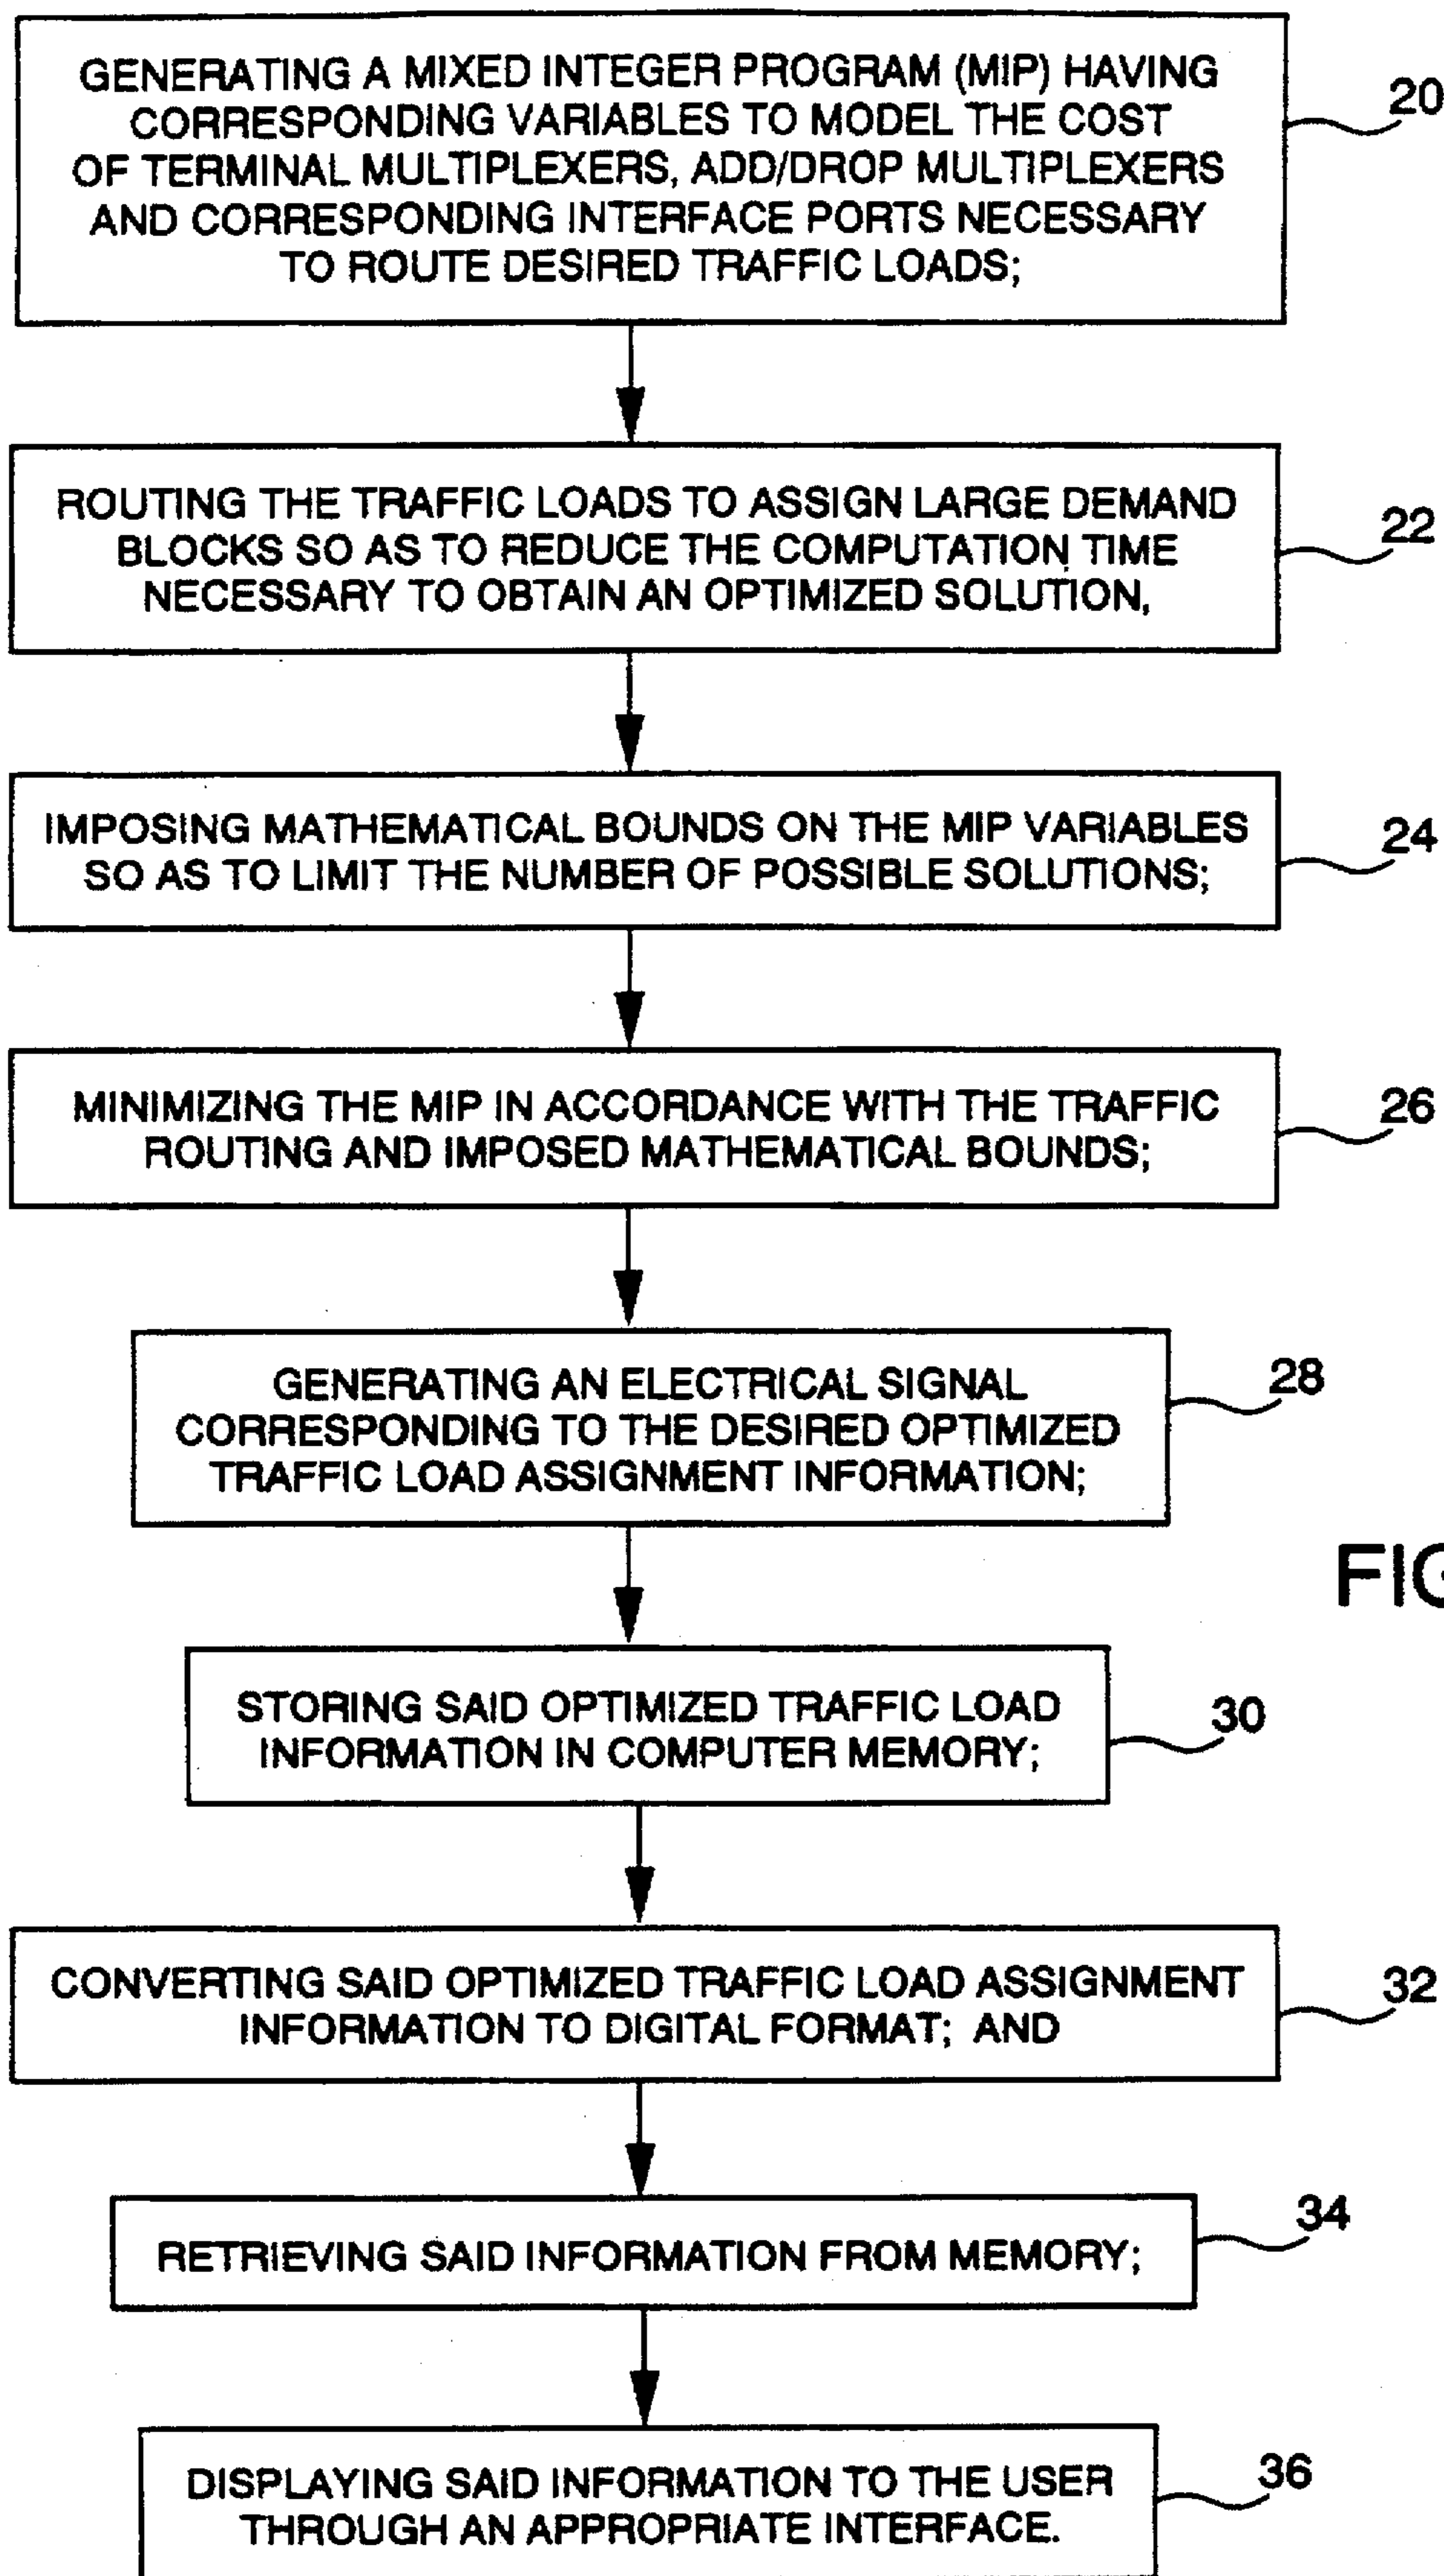 GENERATING A MIXED INTEGER PROGRAM (MIP) HAVING
CORRESPONDING VARIABLES TO MODEL THE COST
OF TERMINAL MULTIPLEXERS, ADD/DROP MULTIPLEXERS
AND CORRESPONDING INTERFACE PORTS NECESSARY
TO ROUTE DESIRED TRAFFIC LOADS;
20
ROUTING THE TRAFFIC LOADS TO ASSIGN LARGE DEMAND
BLOCKS SO AS TO REDUCE THE COMPUTATION TIME
NECESSARY TO OBTAIN AN OPTIMIZED SOLUTION,
22
IMPOSING MATHEMATICAL BOUNDS ON THE MIP VARIABLES
SO AS TO LIMIT THE NUMBER OF POSSIBLE SOLUTIONS;
24
MINIMIZING THE MIP IN ACCORDANCE WITH THE TRAFFIC
ROUTING AND IMPOSED MATHEMATICAL BOUNDS;
26
GENERATING AN ELECTRICAL SIGNAL
CORRESPONDING TO THE DESIRED OPTIMIZED
TRAFFIC LOAD ASSIGNMENT INFORMATION;
28
STORING SAID OPTIMIZED TRAFFIC LOAD
INFORMATION IN COMPUTER MEMORY;
30
CONVERTING SAID OPTIMIZED TRAFFIC LOAD ASSIGNMENT
INFORMATION TO DIGITAL FORMAT; AND
32
RETRIEVING SAID INFORMATION FROM MEMORY;
34
DISPLAYING SAID INFORMATION TO THE USER
THROUGH AN APPROPRIATE INTERFACE.
36